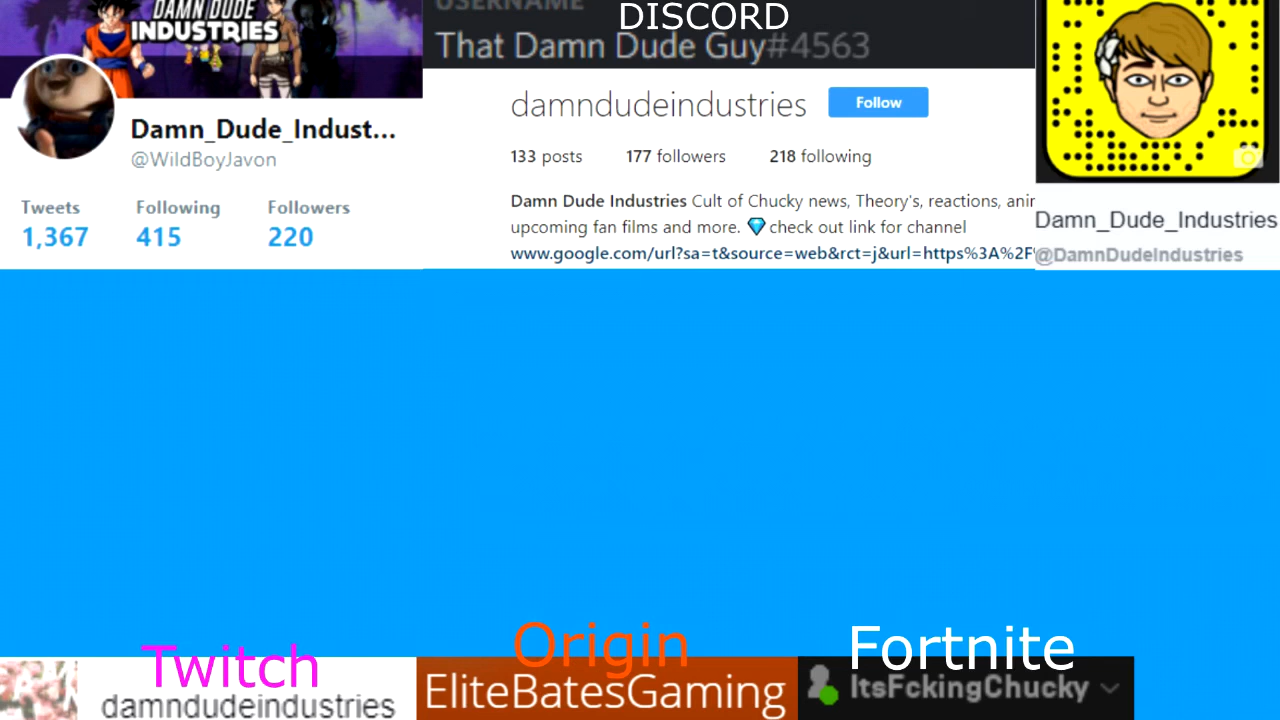 DAMN DUDE
INDUSTRIES
Damn_Dude_Indust...
@WildBoyJavon
Tweets Following Followers
1,367 415 220
USERNAME
DISCORD
That Damn Dude Guy#4563
damndudeindustries Follow
133 posts 177 followers 218 following
Damn Dude Industries Cult of Chucky news, Theory's, reactions, anim
upcoming fan films and more. 💎 check out link for channel
www.google.com/url?sa=t&source=web&rct=j&url=https%3A%2F%
Damn_Dude_Industries
@DamnDudeIndustries
Twitch
damndudeindustries
Origin
EliteBatesGaming
Fortnite
ItsFckingChucky